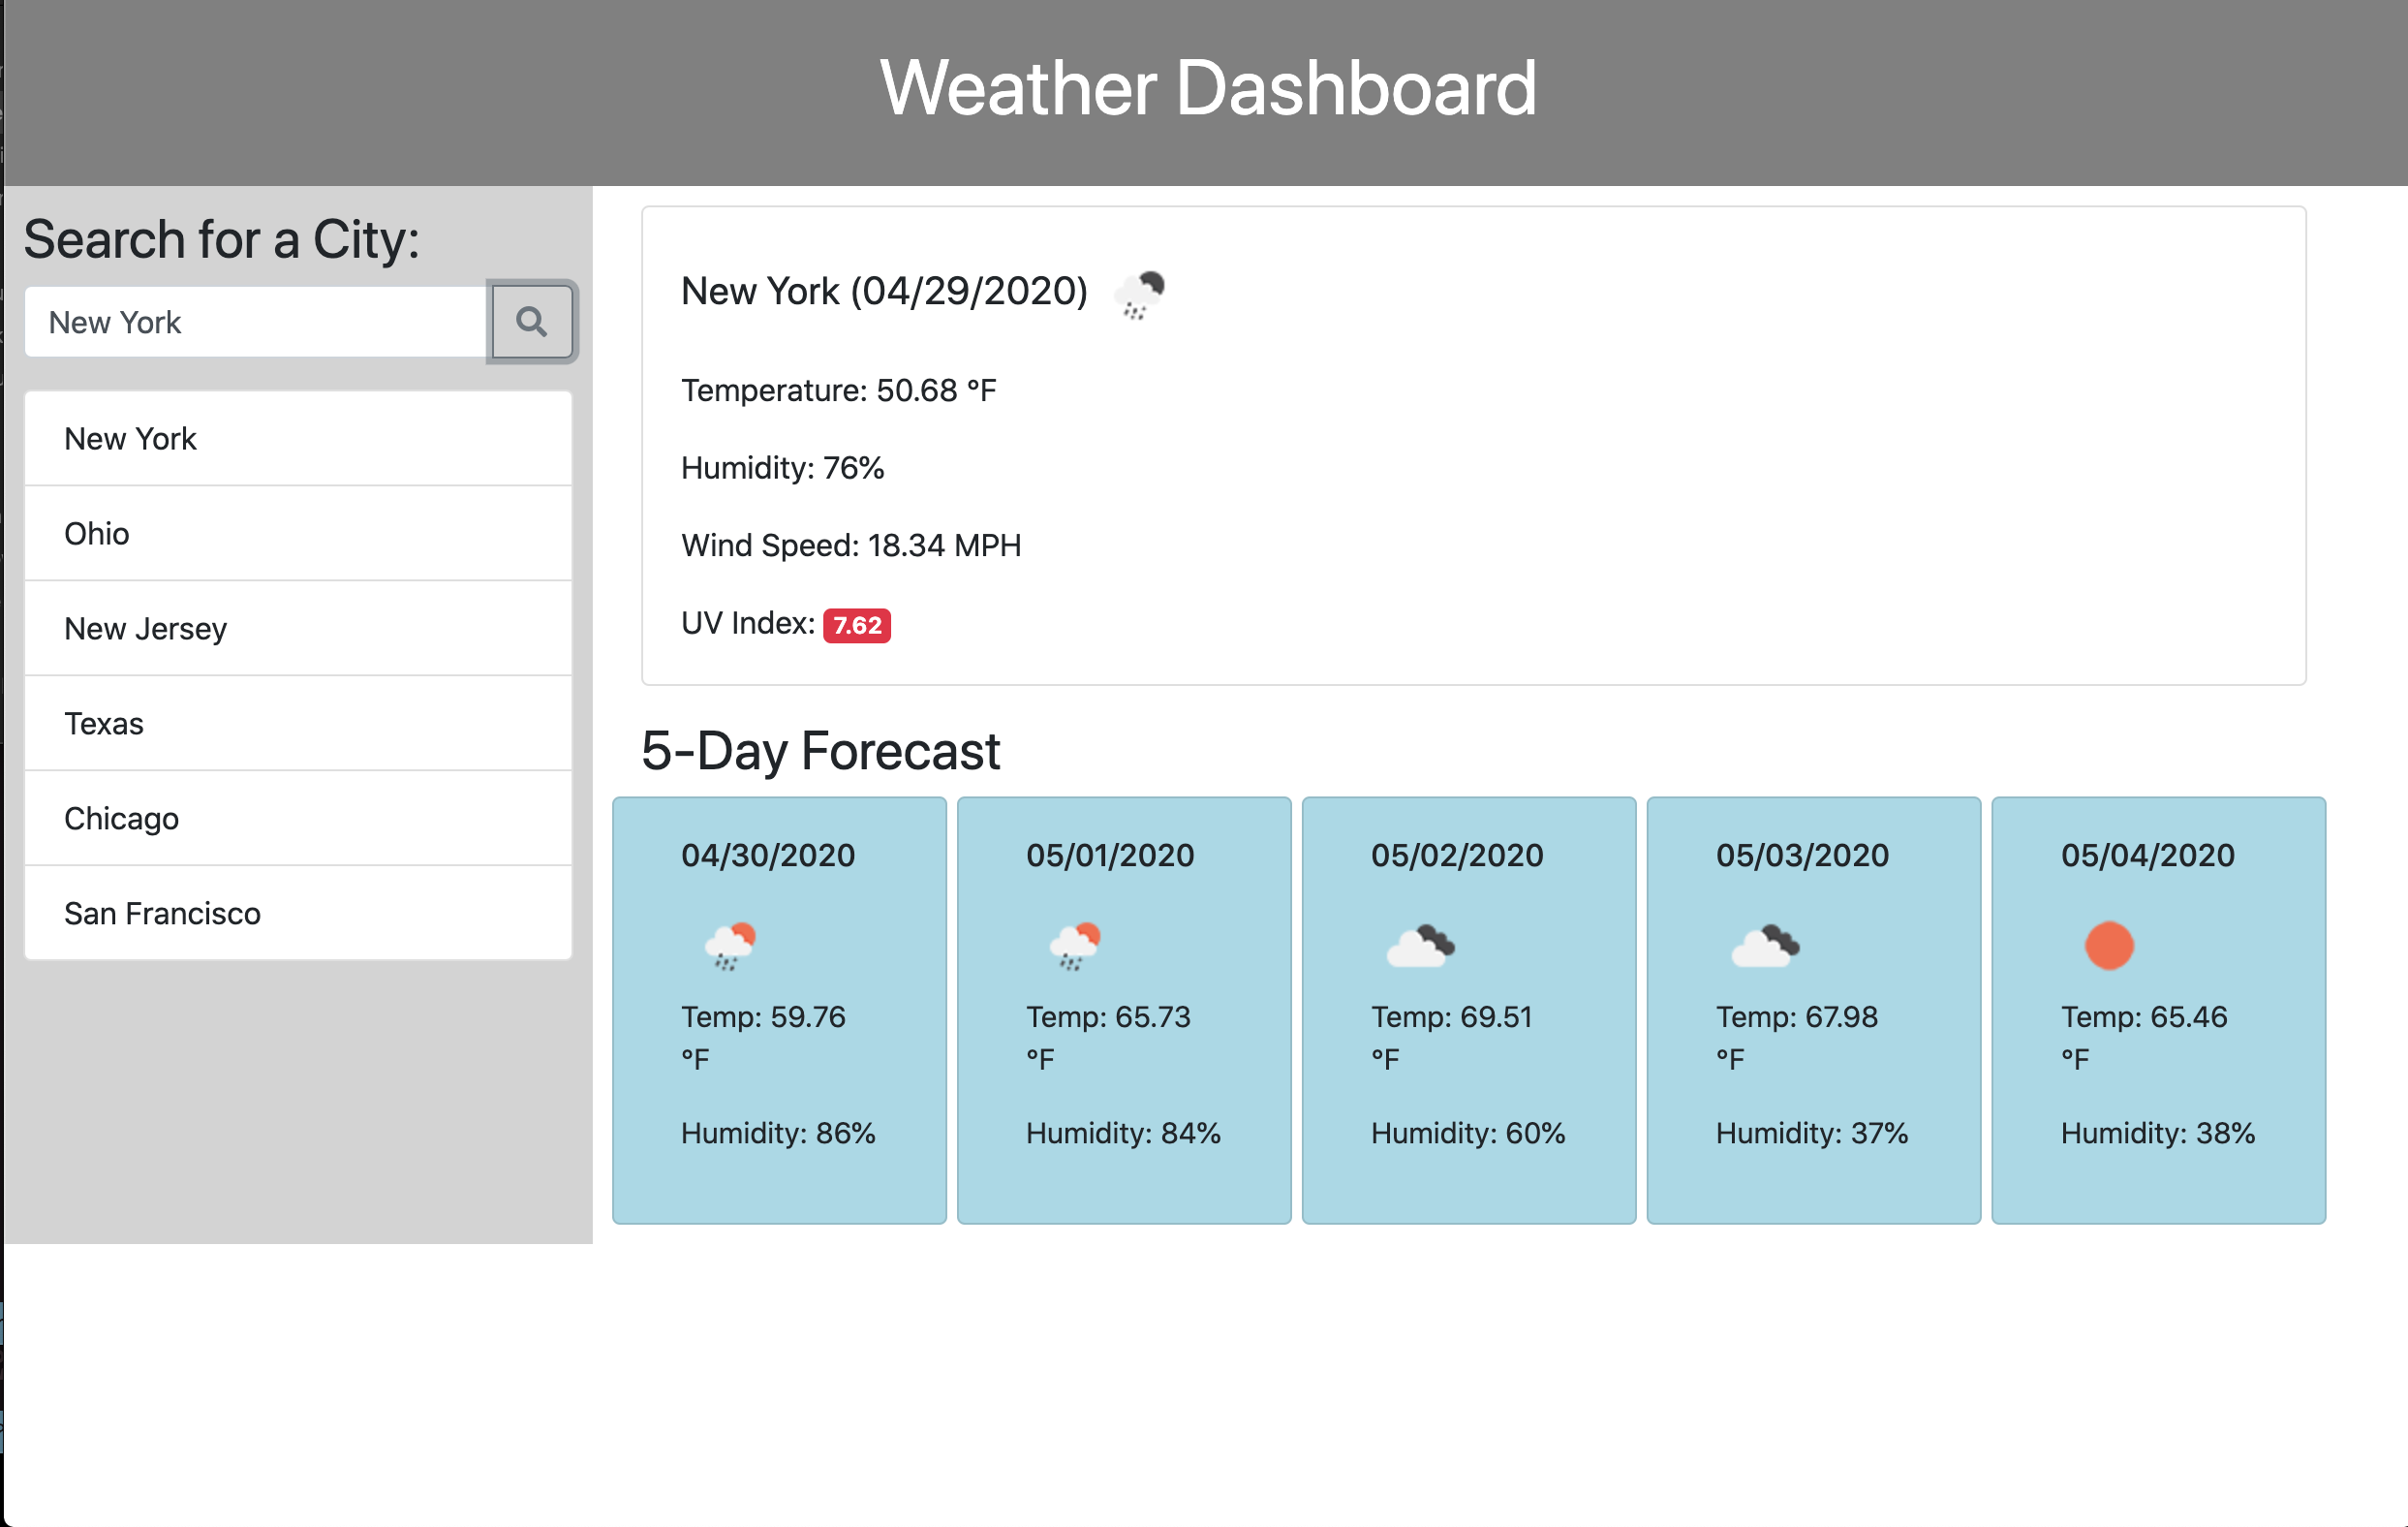 Weather Dashboard
Search for a City:
New York
New York
Ohio
New Jersey
Texas
Chicago
San Francisco
New York (04/29/2020)
Temperature: 50.68 °F
Humidity: 76%
Wind Speed: 18.34 MPH
UV Index: 7.62
5-Day Forecast
04/30/2020
Temp: 59.76
°F
Humidity: 86%
05/01/2020
Temp: 65.73
°F
Humidity: 84%
05/02/2020
Temp: 69.51
°F
Humidity: 60%
05/03/2020
Temp: 67.98
°F
Humidity: 37%
05/04/2020
Temp: 65.46
°F
Humidity: 38%